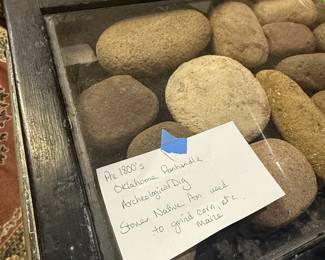 Pre 1800's
Oklahoma Panhandle
Archeological Dig
Stones Native Am used
to grind corn, etc.
maize